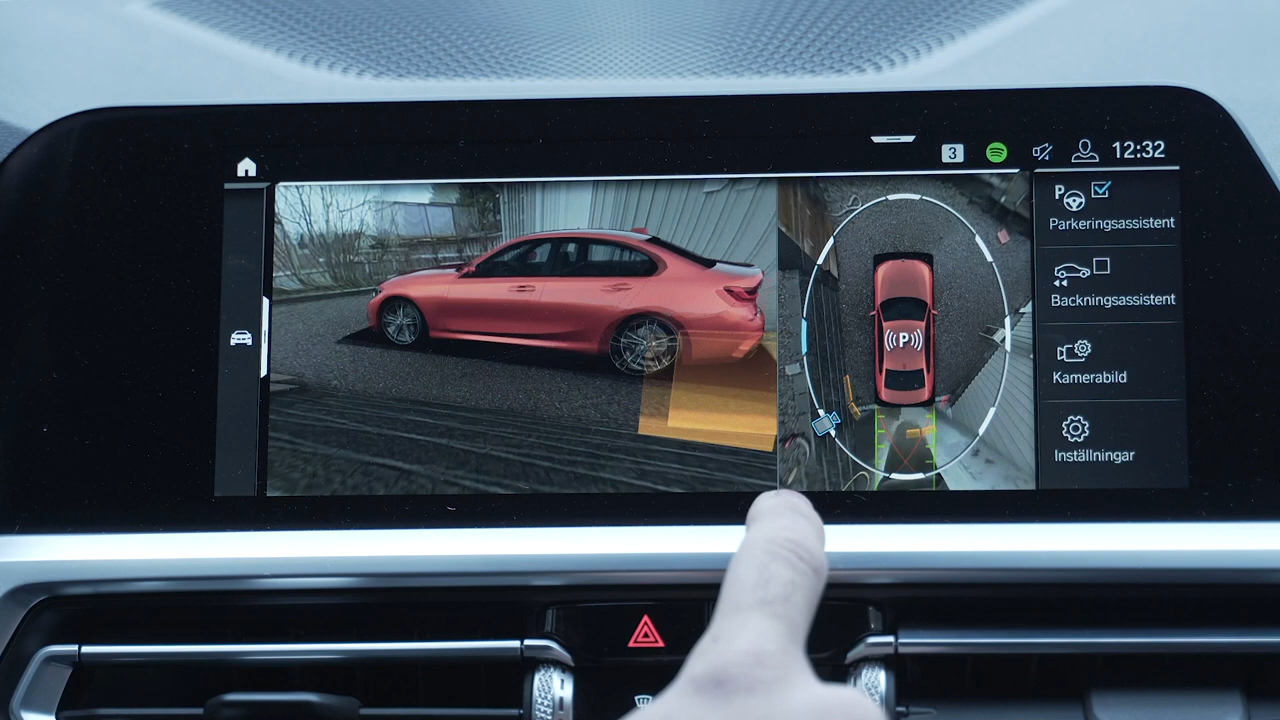 3
12:32
P
Parkeringsassistent
Backningsassistent
Kamerabild
Inställningar
((P))